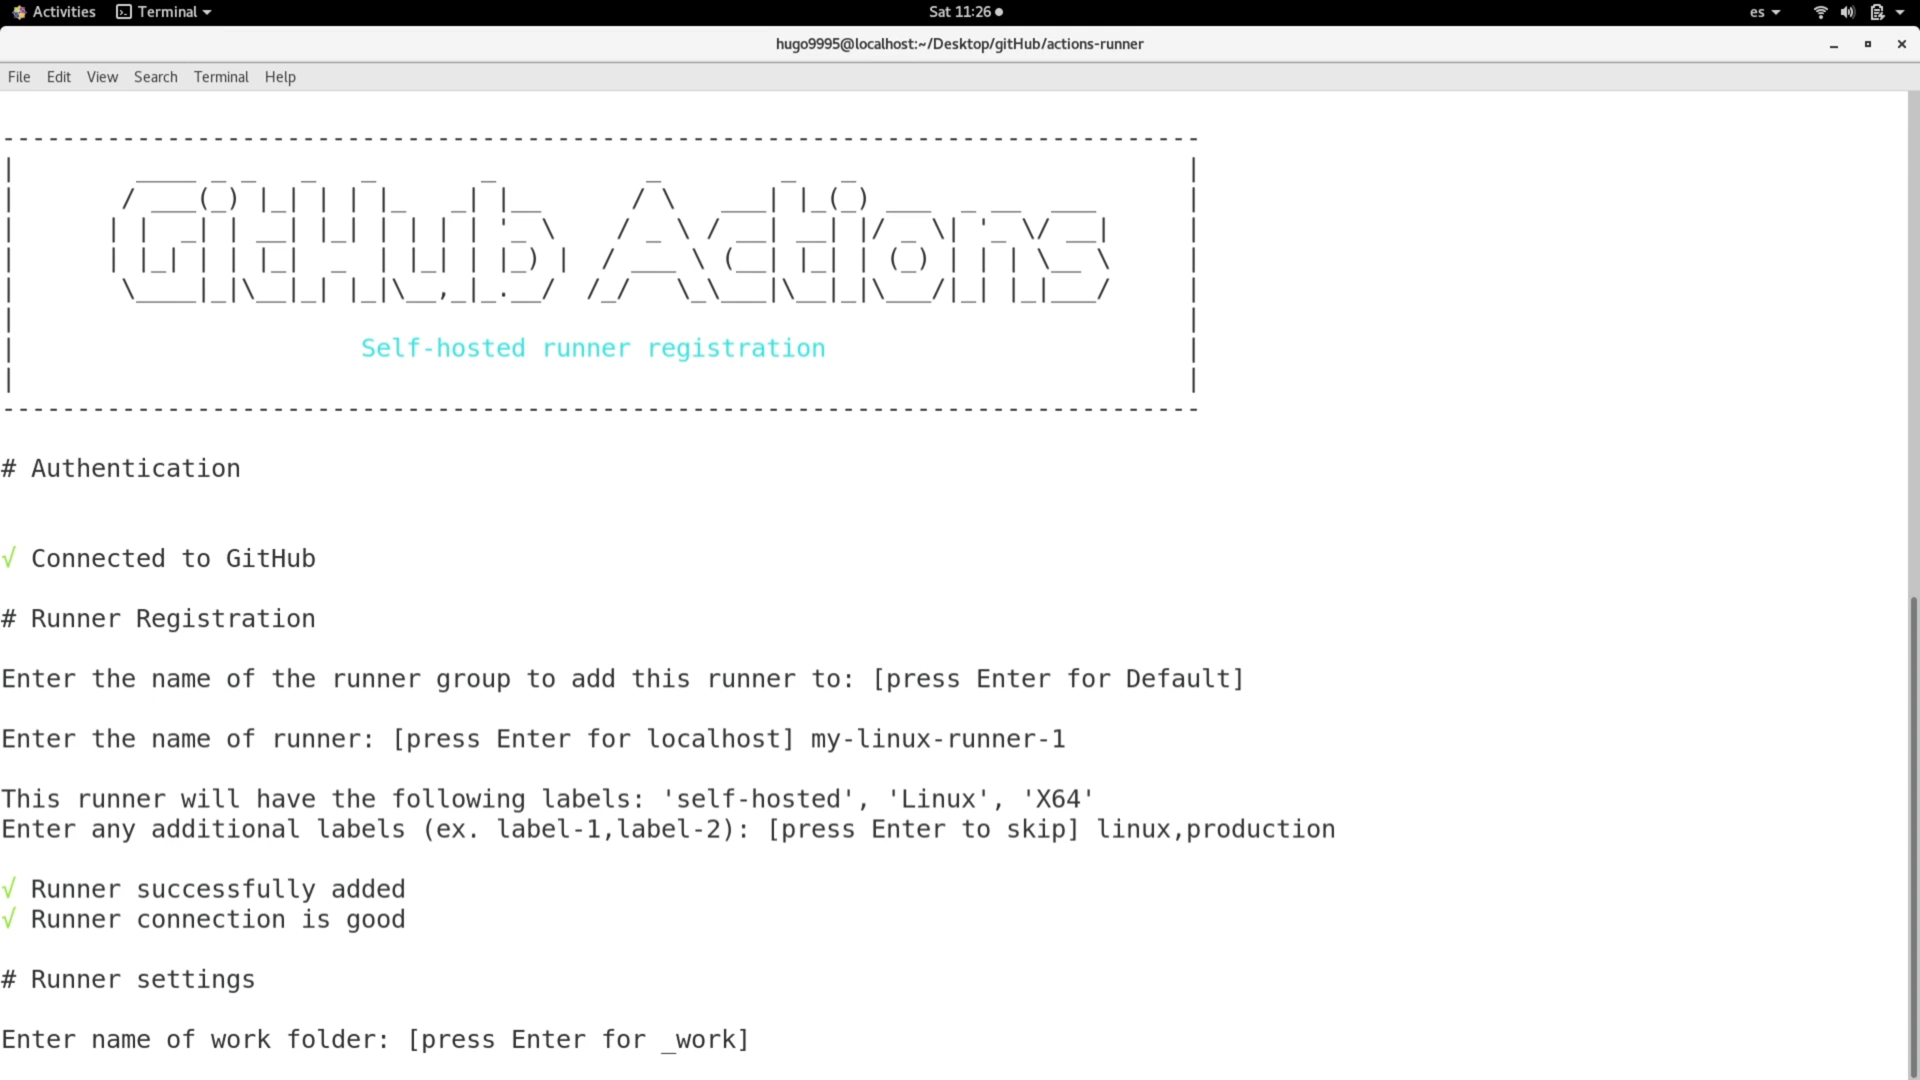 Activities Terminal Sat 11:26 es
hugo9995@localhost:~/Desktop/gitHub/actions-runner
File Edit View Search Terminal Help
GitHub Actions
Self-hosted runner registration
# Authentication
√ Connected to GitHub
# Runner Registration
Enter the name of the runner group to add this runner to: [press Enter for Default]
Enter the name of runner: [press Enter for localhost] my-linux-runner-1
This runner will have the following labels: 'self-hosted', 'Linux', 'X64'
Enter any additional labels (ex. label-1,label-2): [press Enter to skip] linux,production
√ Runner successfully added
√ Runner connection is good
# Runner settings
Enter name of work folder: [press Enter for _work]